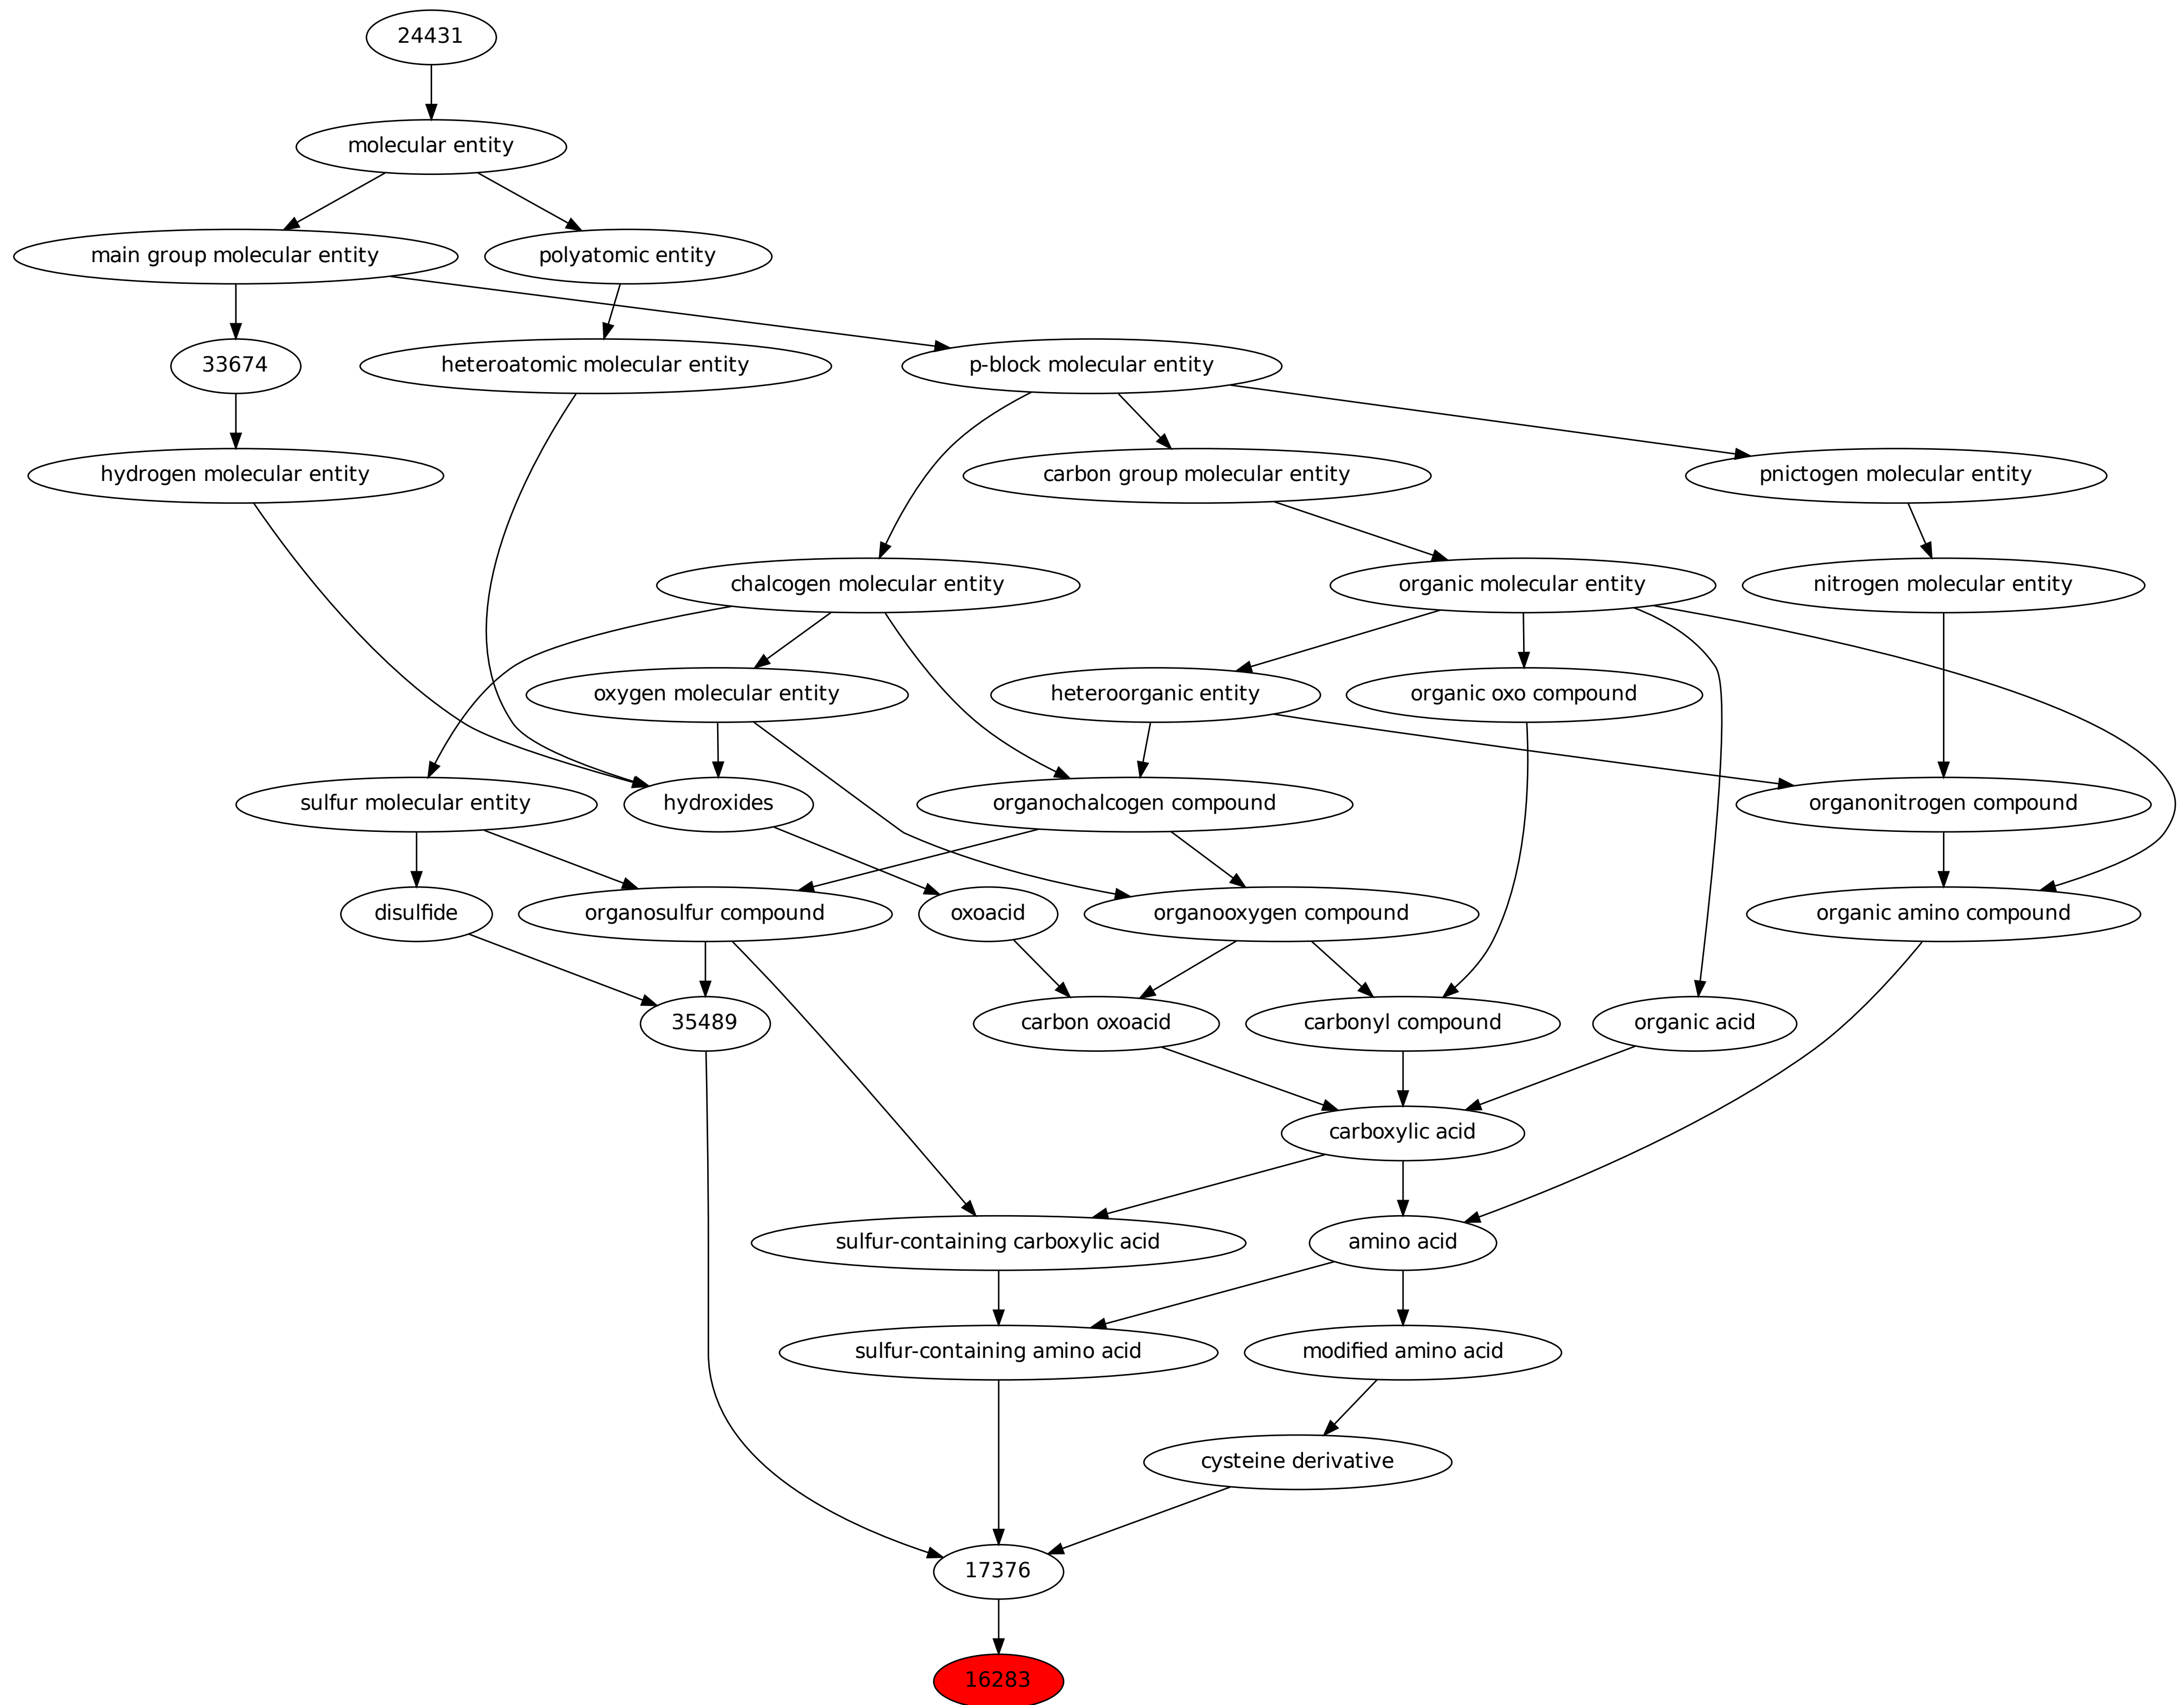 24431
molecular entity
main group molecular entity
polyatomic entity
33674
heteroatomic molecular entity
p-block molecular entity
hydrogen molecular entity
carbon group molecular entity
pnictogen molecular entity
chalcogen molecular entity
organic molecular entity
nitrogen molecular entity
oxygen molecular entity
heteroorganic entity
organic oxo compound
sulfur molecular entity
hydroxides
organochalcogen compound
organonitrogen compound
disulfide
organosulfur compound
oxoacid
organooxygen compound
organic amino compound
35489
carbon oxoacid
carbonyl compound
organic acid
carboxylic acid
sulfur-containing carboxylic acid
amino acid
sulfur-containing amino acid
modified amino acid
cysteine derivative
17376
16283